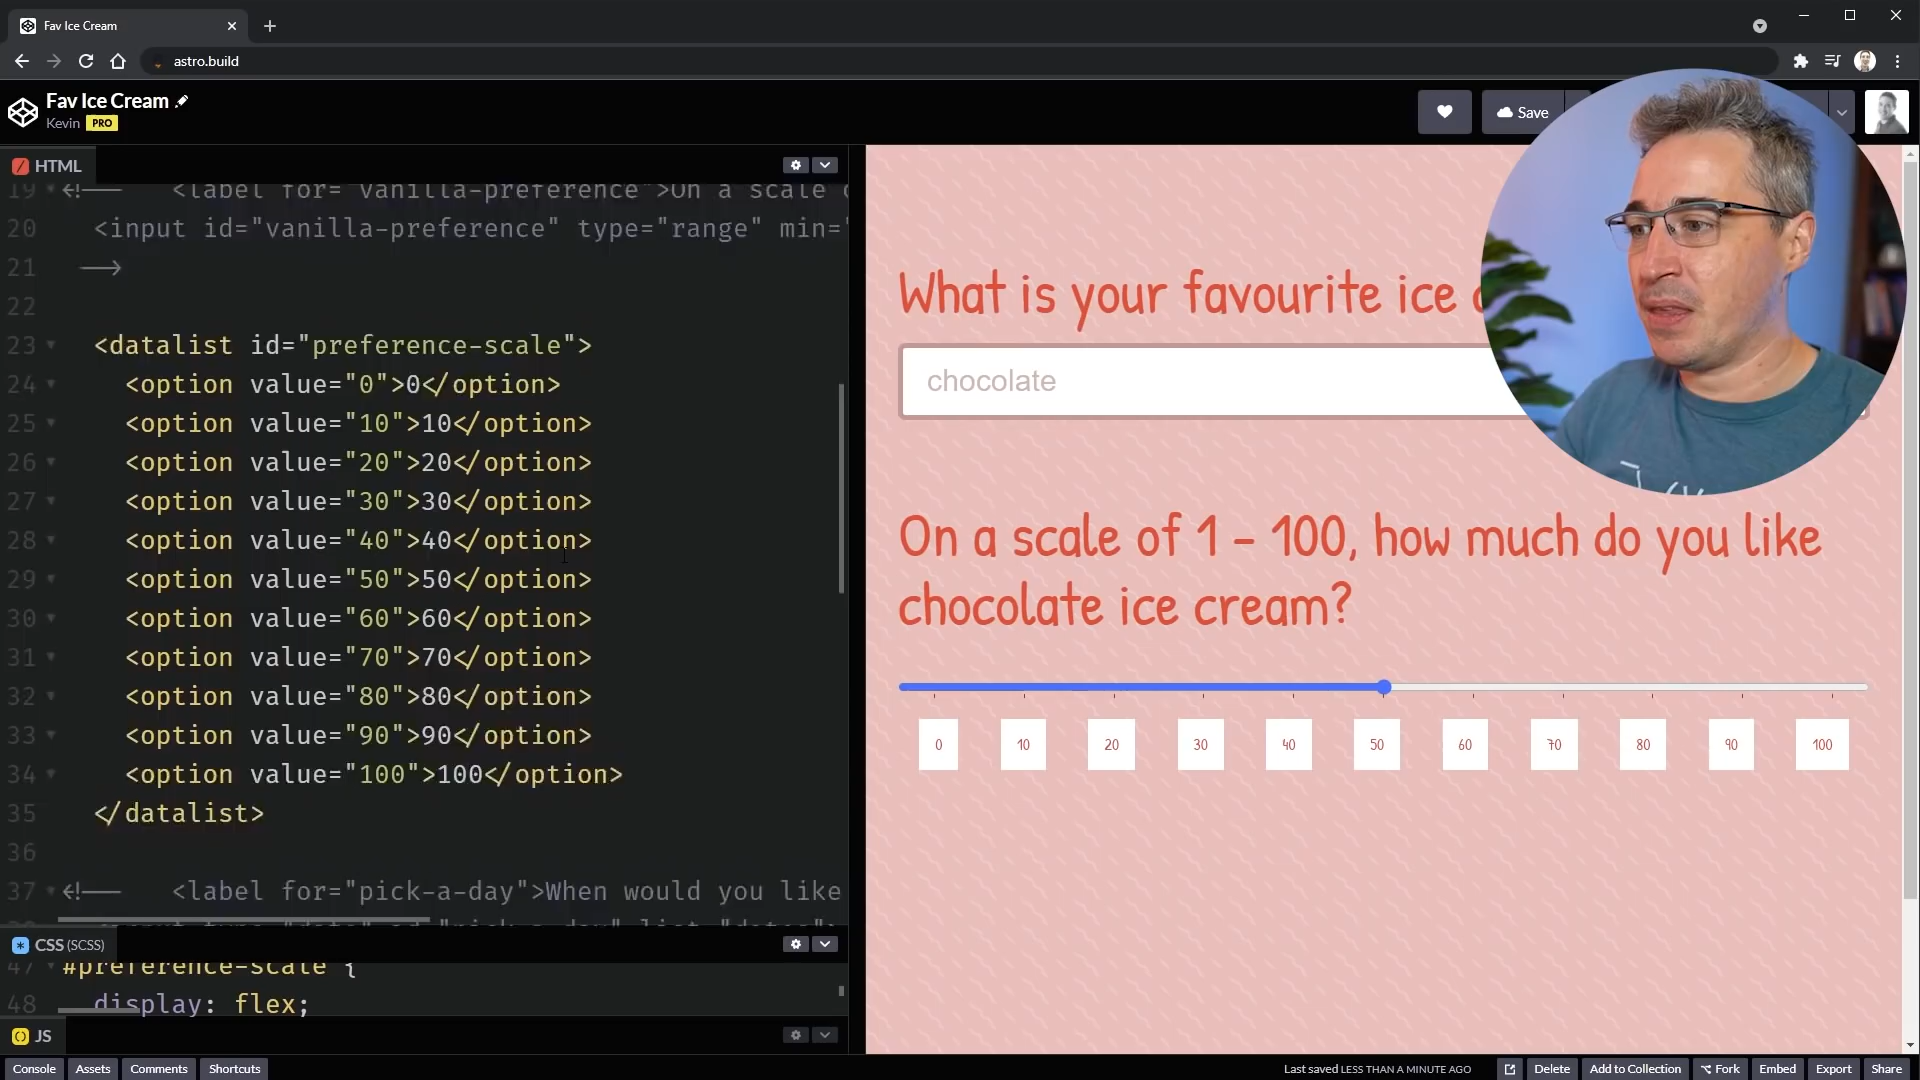 Fav Ice Cream
astro.build
Fav Ice Cream
Kevin PRO
Save
HTML
19 <!-- <label for="vanilla-preference">On a scale
20 <input id="vanilla-preference" type="range" min="
21 -->
22
23 <datalist id="preference-scale">
24 <option value="0">0</option>
25 <option value="10">10</option>
26 <option value="20">20</option>
27 <option value="30">30</option>
28 <option value="40">40</option>
29 <option value="50">50</option>
30 <option value="60">60</option>
31 <option value="70">70</option>
32 <option value="80">80</option>
33 <option value="90">90</option>
34 <option value="100">100</option>
35 </datalist>
36
37 <!-- <label for="pick-a-day">When would you like
CSS (SCSS)
47 #preference-scale {
48 display: flex;
JS
What is your favourite ice
chocolate
On a scale of 1 - 100, how much do you like
chocolate ice cream?
0 10 20 30 40 50 60 70 80 90 100
Console Assets Comments Shortcuts
Last saved LESS THAN A MINUTE AGO Delete Add to Collection Fork Embed Export Share